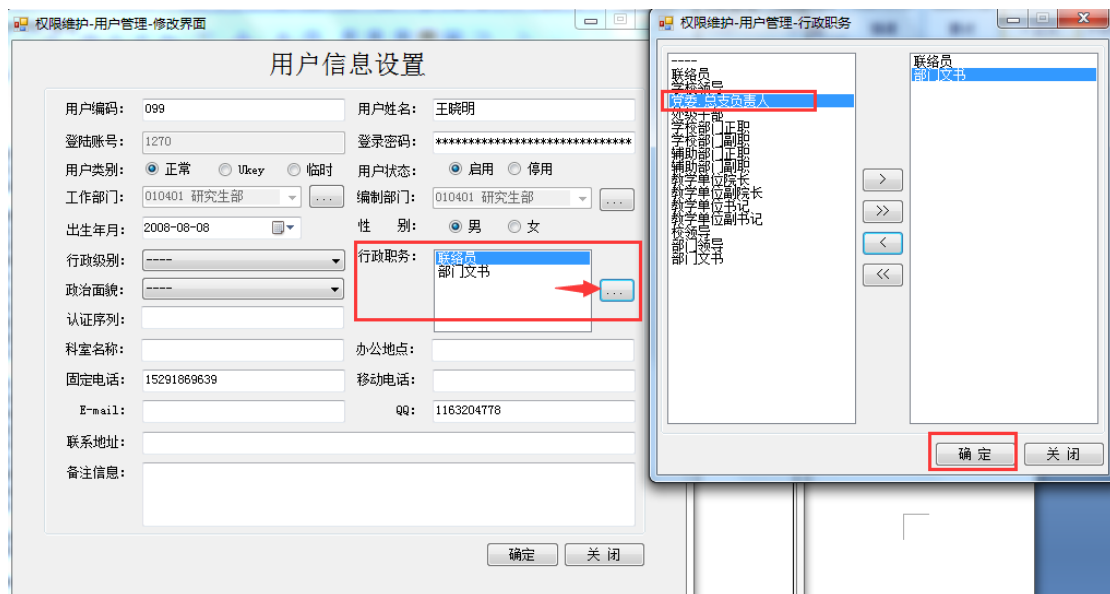 权限维护-用户管理-修改界面
用户信息设置
用户编码: 099 用户姓名: 王晓明
登陆账号: 1270 登录密码: ******************************
用户类别: 正常 Ukey 临时 用户状态: 启用 停用
工作部门: 010401 研究生部 ... 编制部门: 010401 研究生部 ...
出生年月: 2008-08-08 性 别: 男 女
行政级别: ---- 行政职务: 联络员
部门文书
...
政治面貌: ----
认证序列:
科室名称: 办公地点:
固定电话: 15291869639 移动电话:
E-mail: QQ: 1163204778
联系地址:
备注信息:
确定 关 闭
权限维护-用户管理-行政职务
----
联络员
学校领导
党委.总支负责人
处级干部
学校部门正职
学校部门副职
辅助部门正职
辅助部门副职
教学单位院长
教学单位副院长
教学单位书记
教学单位副书记
校领导
部门领导
部门文书
>
>>
<
<<
联络员
部门文书
确 定 关 闭